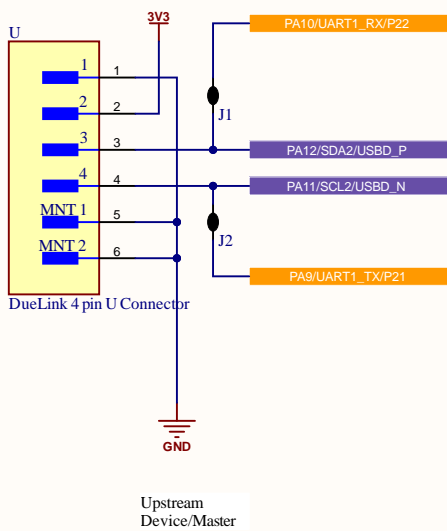 3V3
U
PA10/UART1_RX/P22
1
1
2
2
J1
3
3
PA12/SDA2/USBD_P
4
4
PA11/SCL2/USBD_N
MNT 1
5
J2
MNT 2
6
PA9/UART1_TX/P21
DueLink 4 pin U Connector
GND
Upstream
Device/Master